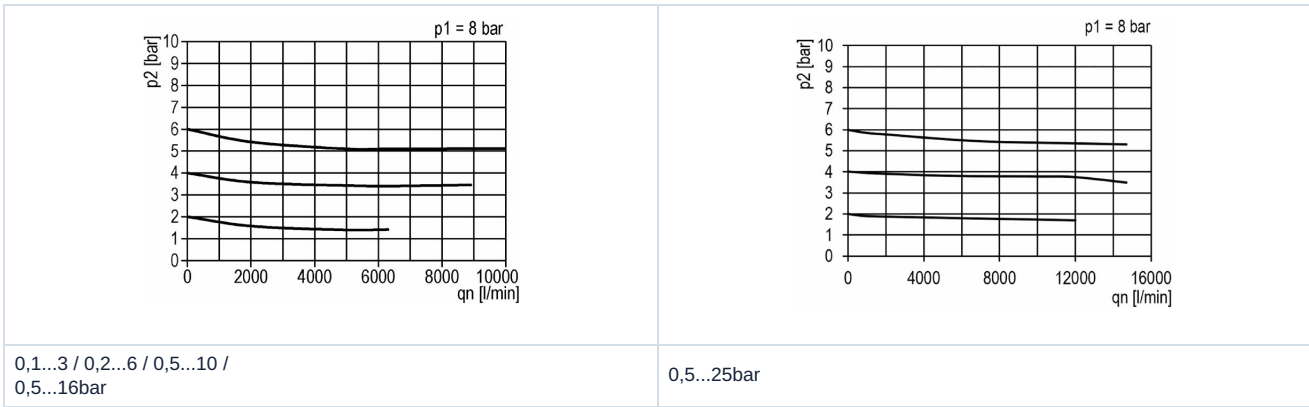 p1 = 8 bar
p2 [bar]
10
9
8
7
6
5
4
3
2
1
0
0 2000 4000 6000 8000 10000
qn [l/min]
p1 = 8 bar
p2 [bar]
10
9
8
7
6
5
4
3
2
1
0
0 4000 8000 12000 16000
qn [l/min]
0,1...3 / 0,2...6 / 0,5...10 /
0,5...16bar
0,5...25bar